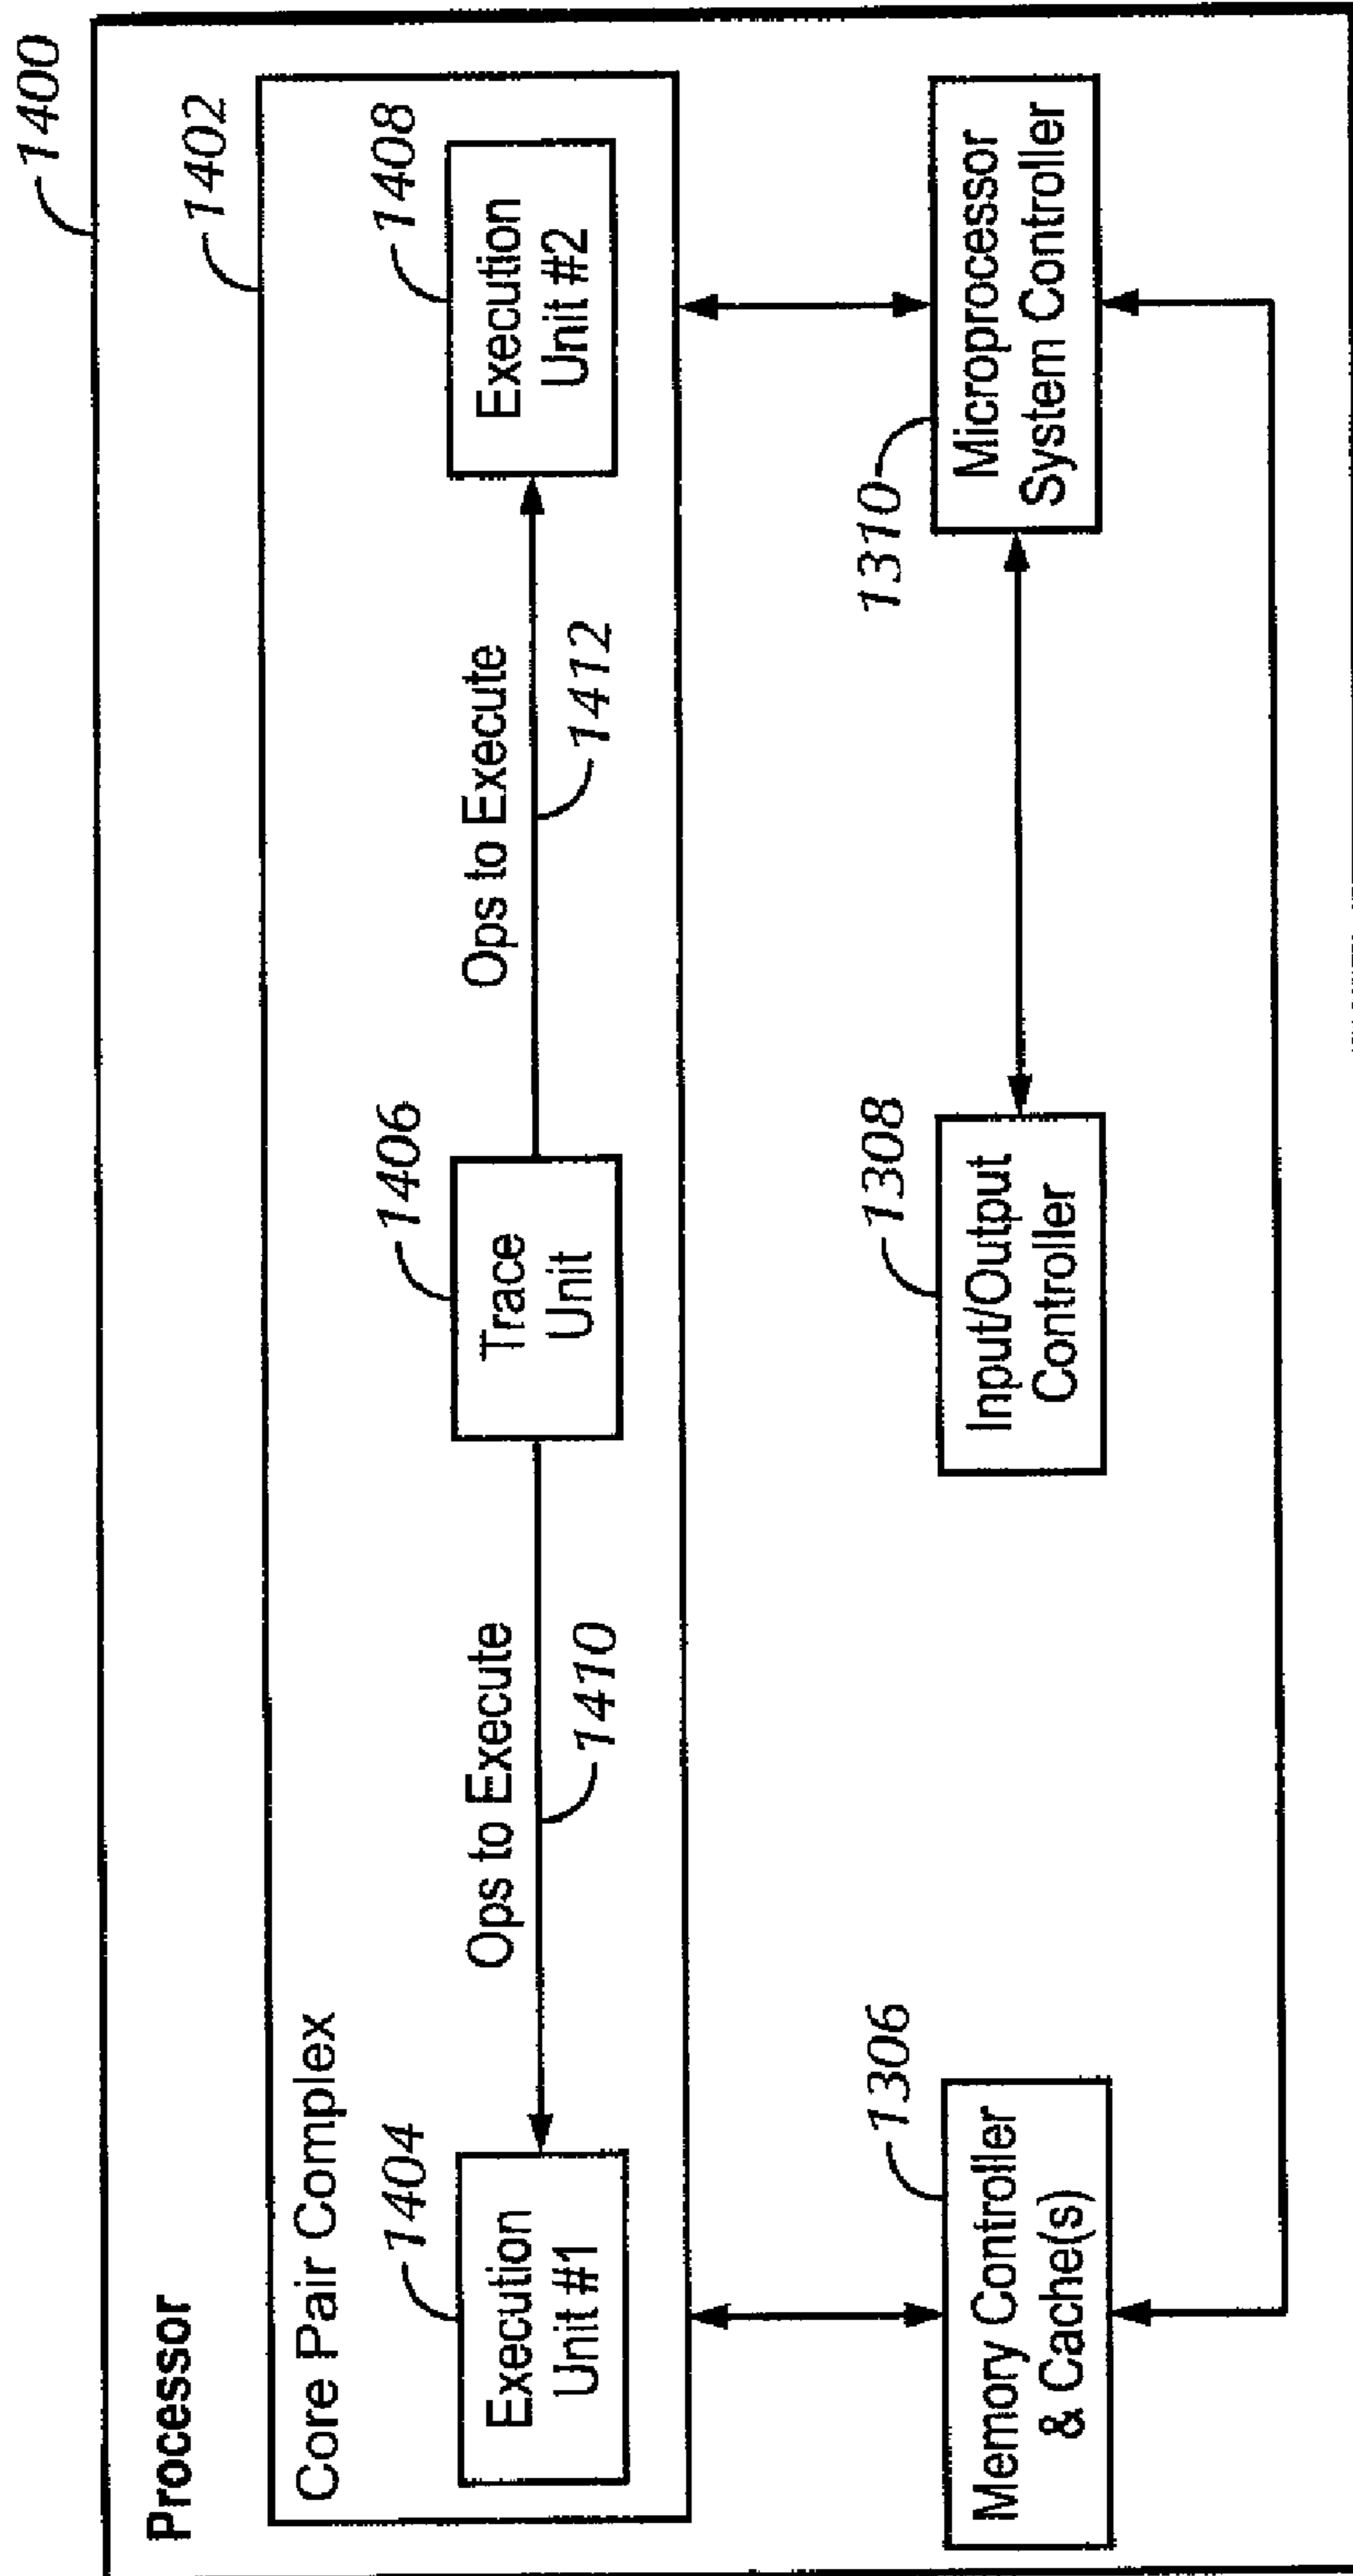 1400
Processor
1402
Core Pair Complex
1404
1406
1408
Execution
Unit #1
Ops to Execute
1410
Trace
Unit
Ops to Execute
1412
Execution
Unit #2
1306
1308
1310
Memory Controller
& Cache(s)
Input/Output
Controller
Microprocessor
System Controller